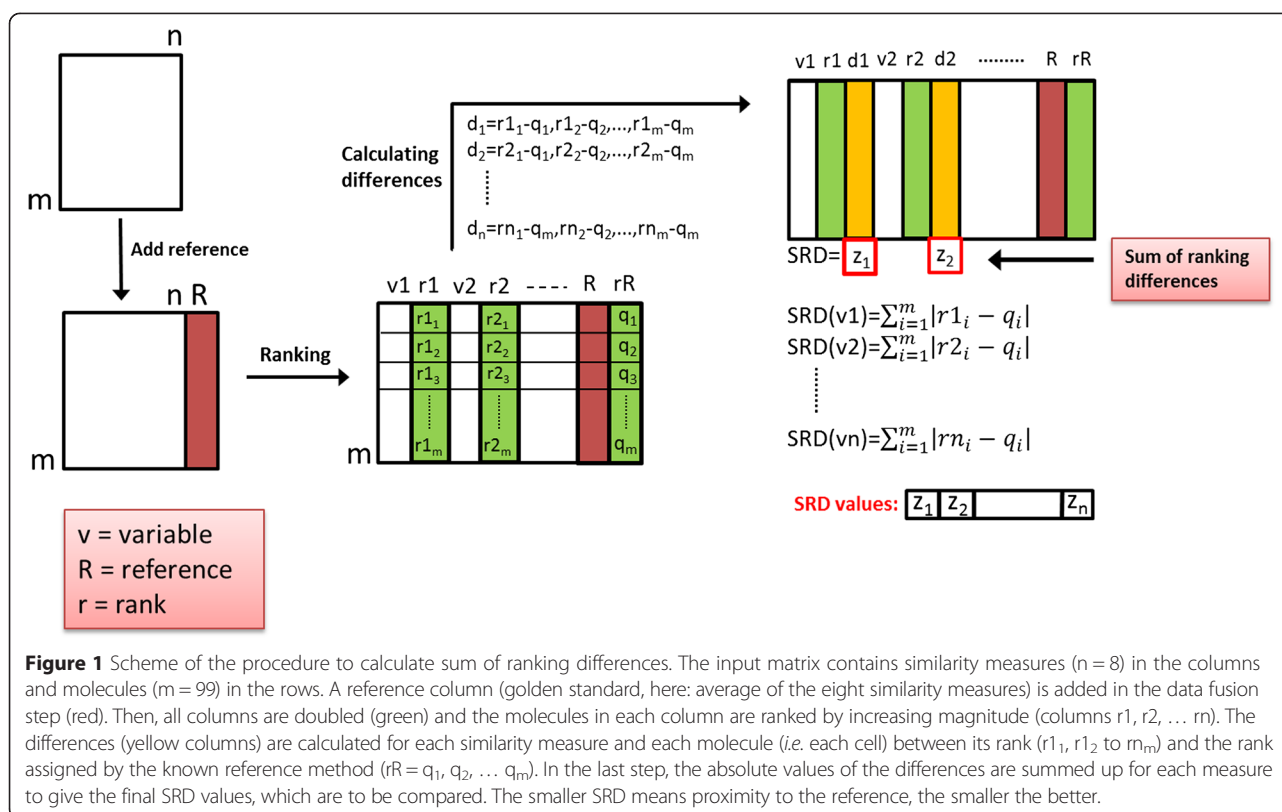 n
m
Add reference
n R
m
Ranking
v = variable
R = reference
r = rank
Calculating
differences
d₁=r1₁-q₁,r1₂-q₂,...,r1ₘ-qₘ
d₂=r2₁-q₁,r2₂-q₂,...,r2ₘ-qₘ
dₙ=rn₁-qₘ,rn₂-q₂,...,rnₘ-qₘ
v1 r1 v2 r2 ---- R rR
r1₁ r2₁ q₁
r1₂ r2₂ q₂
r1₃ r2₃ q₃
r1ₘ r2ₘ qₘ
m
v1 r1 d1 v2 r2 d2 ......... R rR
SRD= z₁ z₂
Sum of ranking
differences
SRD(v1)=∑ᵢ₌₁ᵐ|r1ᵢ − qᵢ|
SRD(v2)=∑ᵢ₌₁ᵐ|r2ᵢ − qᵢ|
SRD(vn)=∑ᵢ₌₁ᵐ|rnᵢ − qᵢ|
SRD values: z₁ z₂ zₙ
Figure 1 Scheme of the procedure to calculate sum of ranking differences. The input matrix contains similarity measures (n = 8) in the columns
and molecules (m = 99) in the rows. A reference column (golden standard, here: average of the eight similarity measures) is added in the data fusion
step (red). Then, all columns are doubled (green) and the molecules in each column are ranked by increasing magnitude (columns r1, r2, … rn). The
differences (yellow columns) are calculated for each similarity measure and each molecule (i.e. each cell) between its rank (r1₁, r1₂ to rnₘ) and the rank
assigned by the known reference method (rR = q₁, q₂, … qₘ). In the last step, the absolute values of the differences are summed up for each measure
to give the final SRD values, which are to be compared. The smaller SRD means proximity to the reference, the smaller the better.